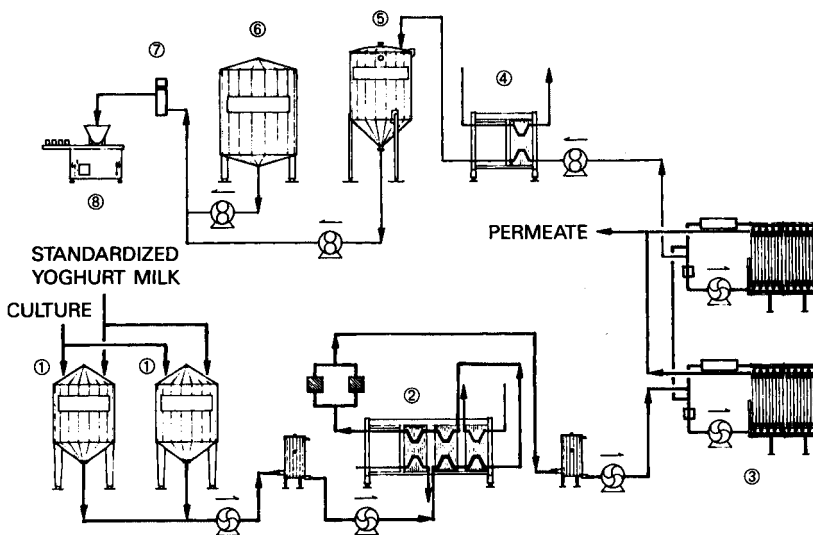 ⑦
⑥
⑤
④
⑧
PERMEATE
STANDARDIZED
YOGHURT MILK
CULTURE
①
①
②
③